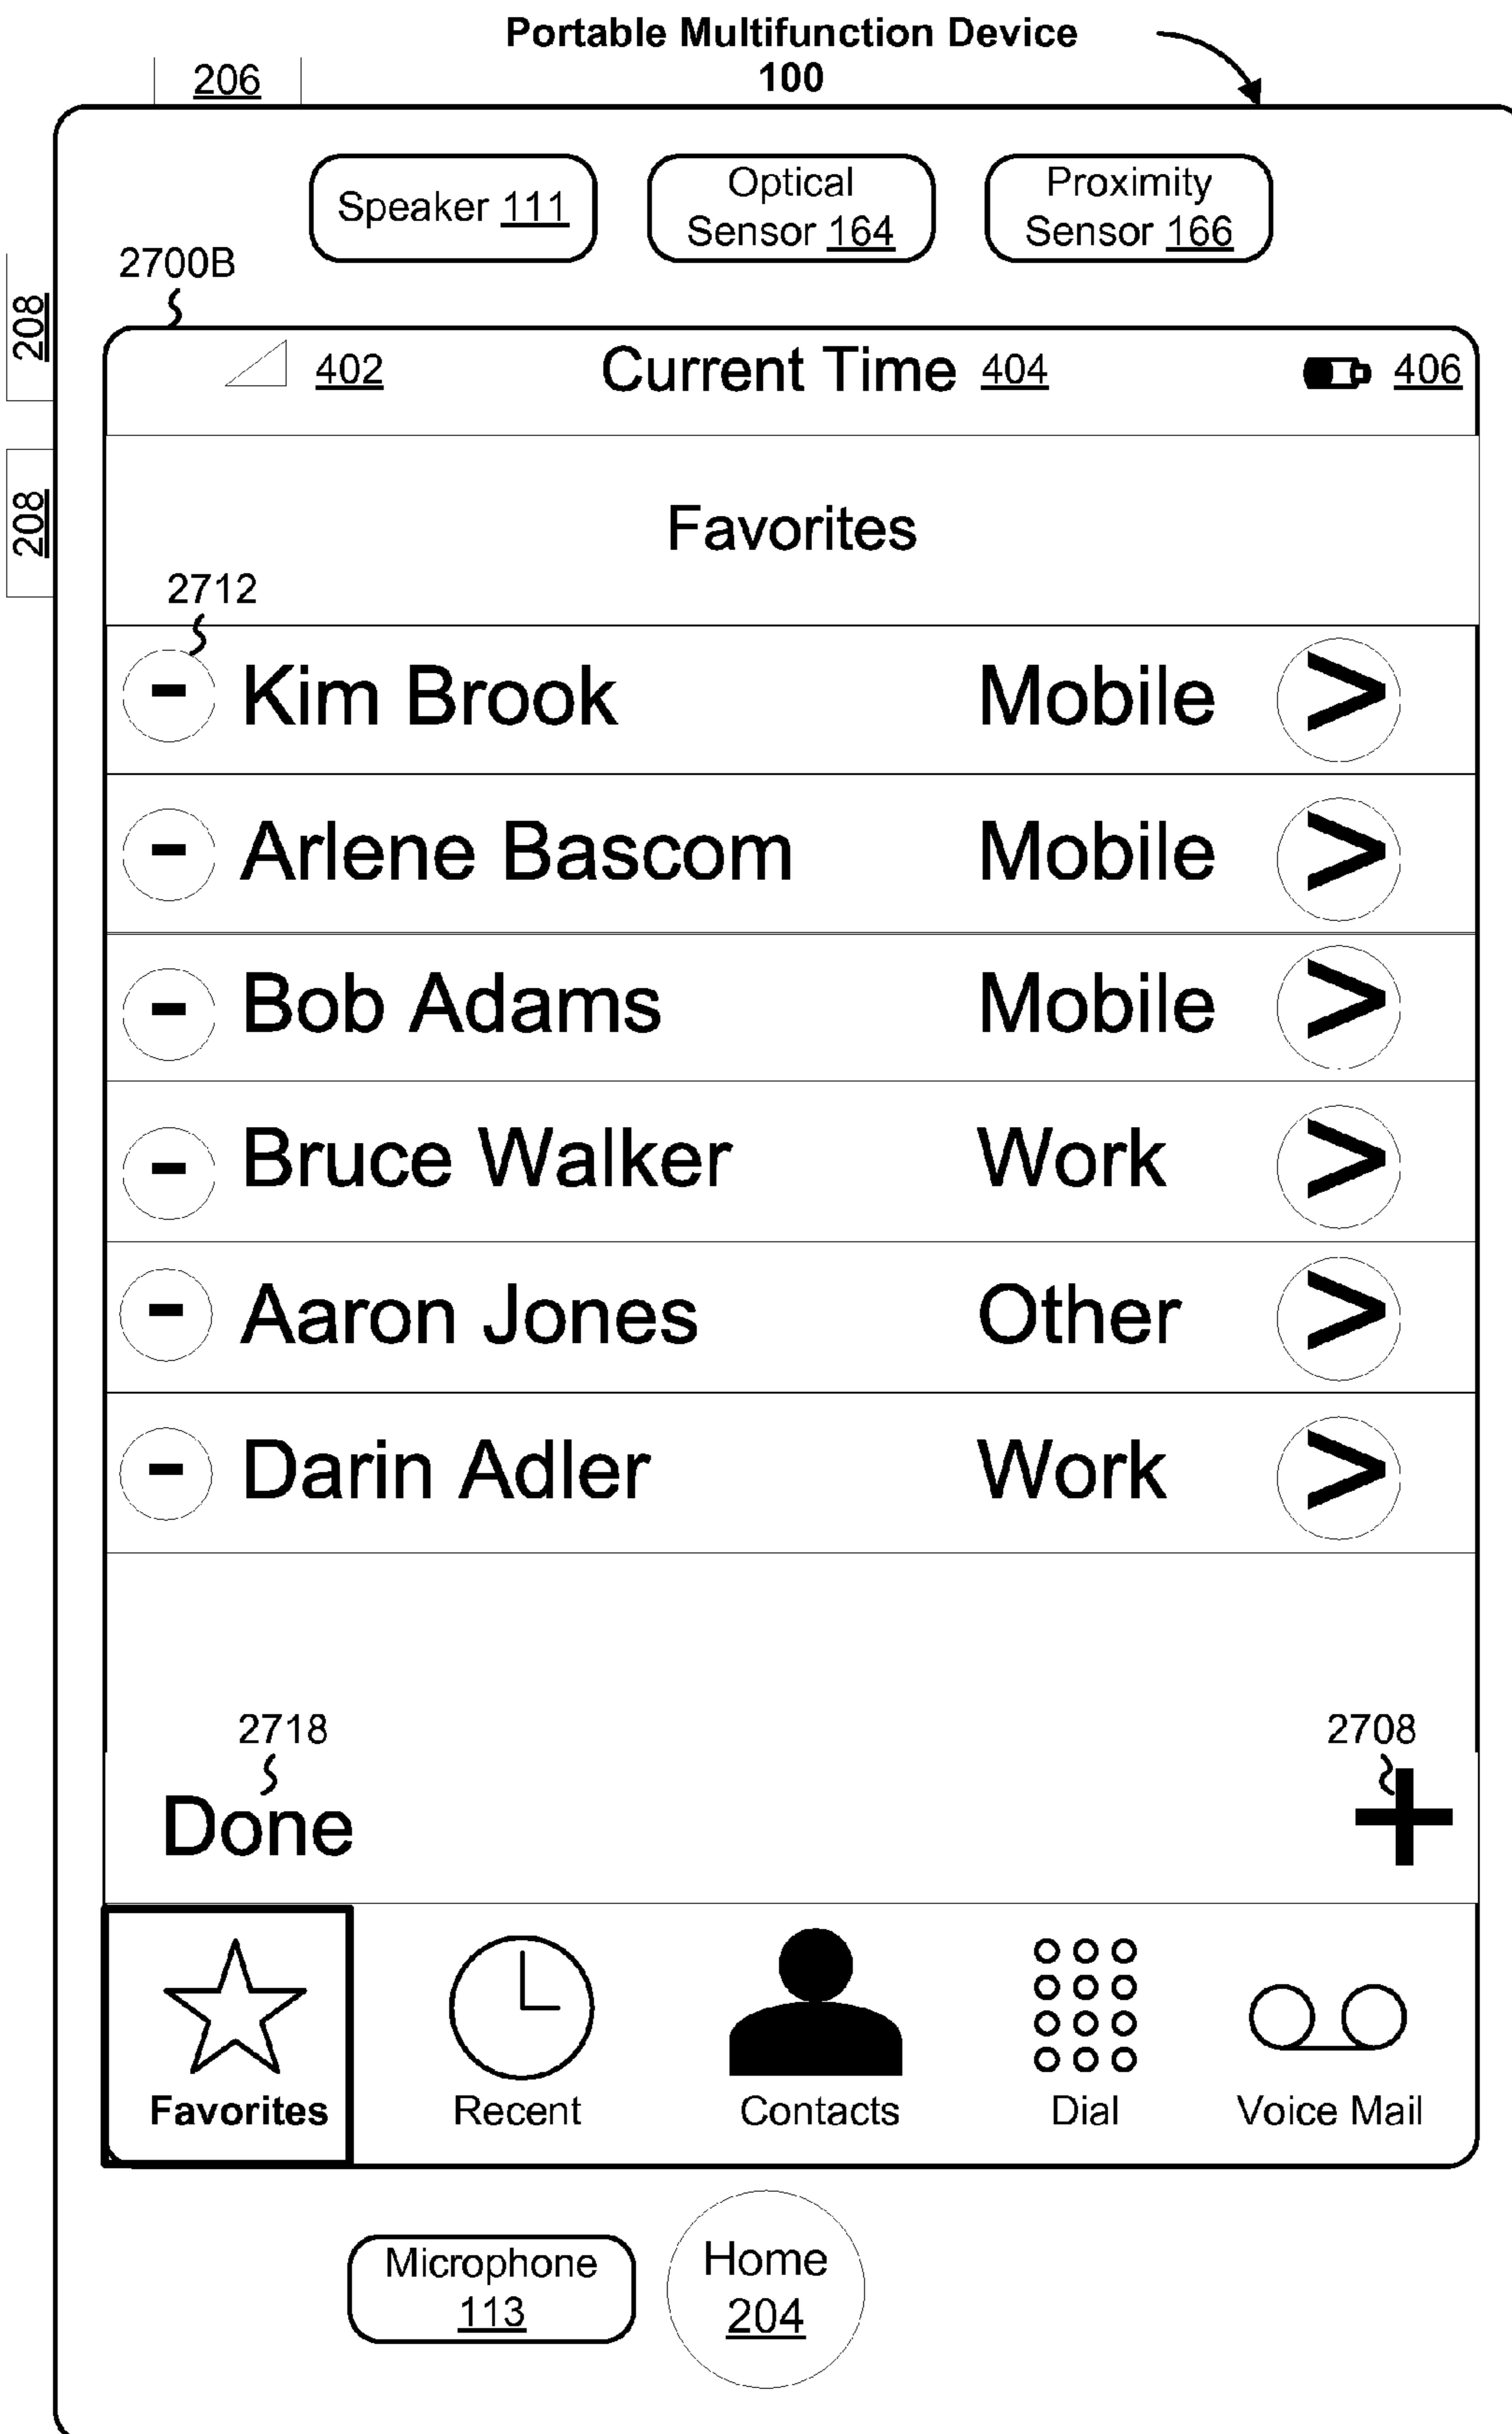 Portable Multifunction Device
100
206
Speaker 111
Optical
Sensor 164
Proximity
Sensor 166
2700B
208
402 Current Time 404 406
208
Favorites
2712
- Kim Brook Mobile >
- Arlene Bascom Mobile >
- Bob Adams Mobile >
- Bruce Walker Work >
- Aaron Jones Other >
- Darin Adler Work >
2718 2708
Done +
Favorites Recent Contacts Dial Voice Mail
Microphone
113
Home
204